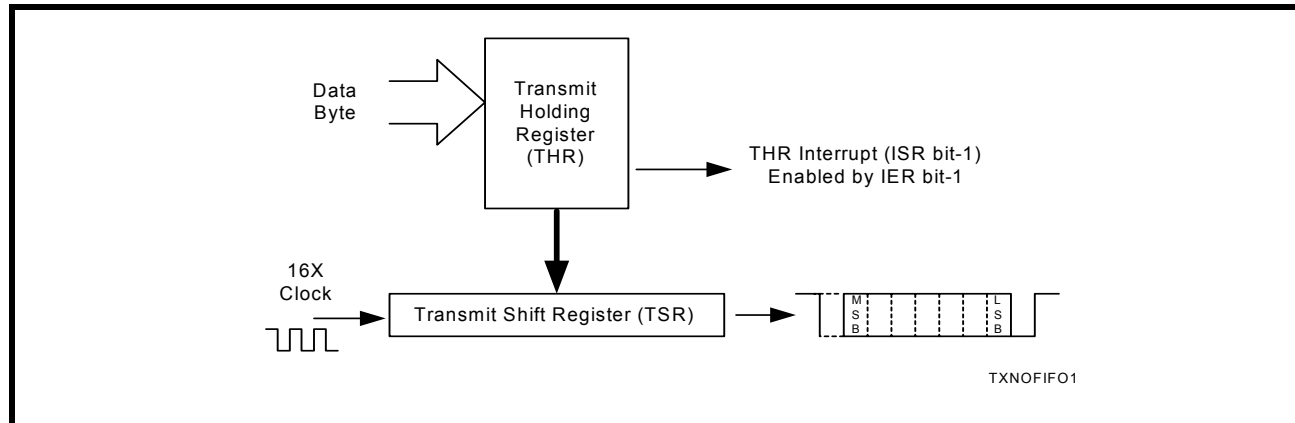 Data
Byte
Transmit
Holding
Register
(THR)
THR Interrupt (ISR bit-1)
Enabled by IER bit-1
16X
Clock
Transmit Shift Register (TSR)
M
S
B
L
S
B
TXNOFIFO1